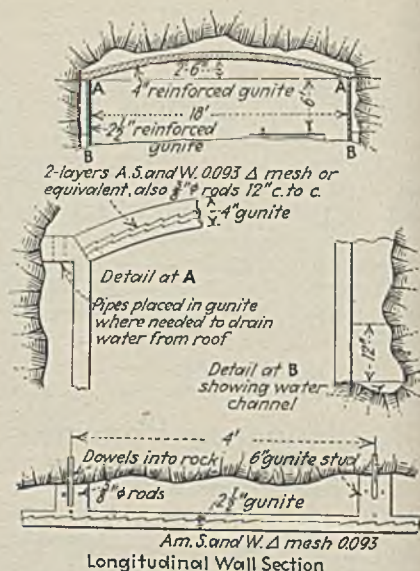 2'-6"
A
A
4" reinforced gunite
6'
18'
2½" reinforced
gunite
B
B
2-layers A.S. and W. 0.093 Δ mesh or
equivalent, also ⅜"ϕ rods 12" c. to c.
4" gunite
Detail at A
Pipes placed in gunite
where needed to drain
water from roof
12"
Detail at B
showing water
channel
4'
Dowels into rock
6" gunite stud
⅜"ϕ rods
2½" gunite
Am. S. and W. Δ mesh 0.093
Longitudinal Wall Section